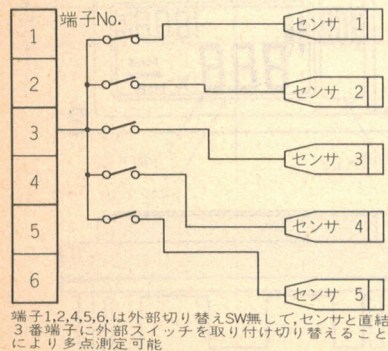 端子No.
1
2
3
4
5
6
センサ 1
センサ 2
センサ 3
センサ 4
センサ 5
端子1,2,4,5,6,は外部切り替えSW無しで,センサと直結
3番端子に外部スイッチを取り付け切り替えること
により多点測定可能